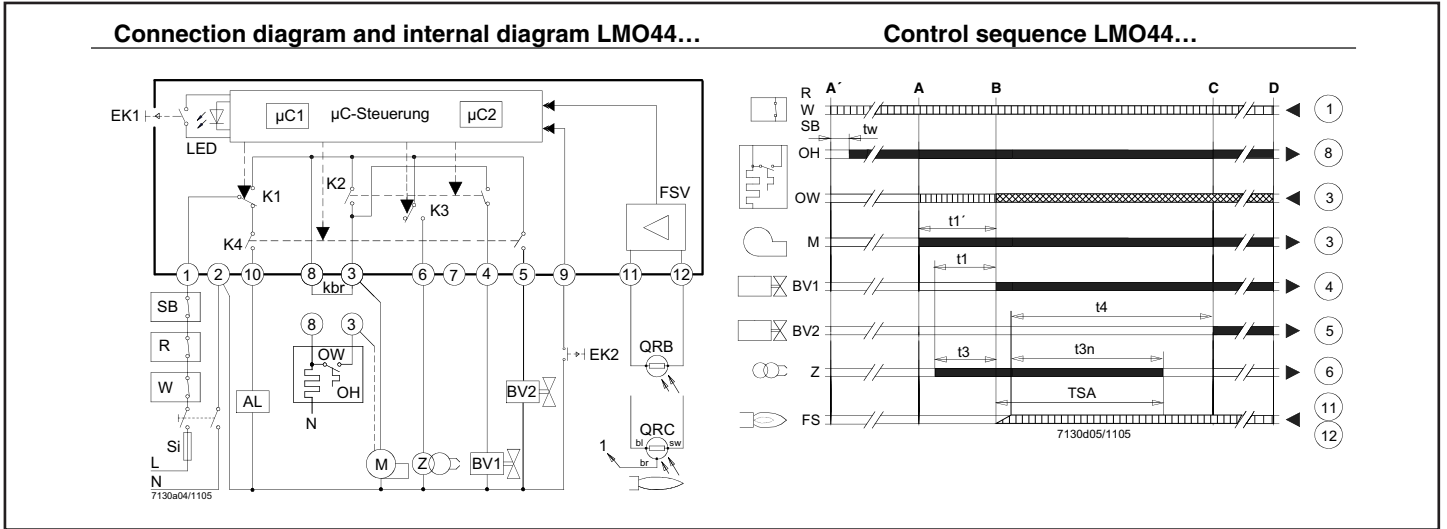 Connection diagram and internal diagram LMO44...
Control sequence LMO44...
EK1
LED
µC1
µC-Steuerung
µC2
K1
K2
K3
K4
FSV
1
2
10
8
3
6
7
4
5
9
11
12
kbr
SB
R
W
Si
L
N
7130a04/1105
AL
8
3
OW
OH
N
M
Z
BV1
BV2
EK2
QRB
QRC
bl
sw
br
1
A´
A
B
C
D
R
W
SB
tw
1
OH
8
OW
3
t1´
M
3
t1
BV1
4
t4
BV2
5
t3
t3n
Z
6
TSA
FS
11
12
7130d05/1105